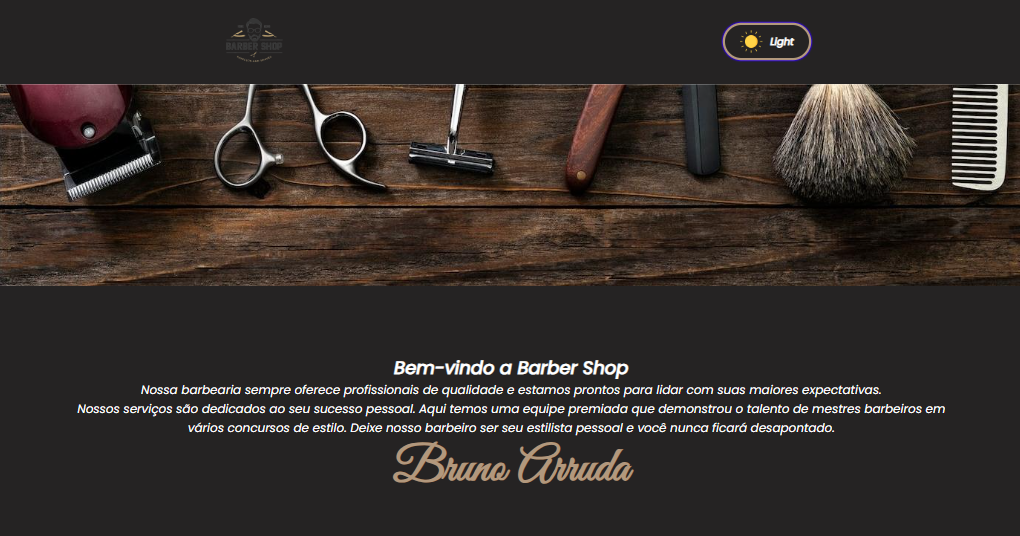 BARBER SHOP
Light
Bem-vindo a Barber Shop
Nossa barbearia sempre oferece profissionais de qualidade e estamos prontos para lidar com suas maiores expectativas.
Nossos serviços são dedicados ao seu sucesso pessoal. Aqui temos uma equipe premiada que demonstrou o talento de mestres barbeiros em
vários concursos de estilo. Deixe nosso barbeiro ser seu estilista pessoal e você nunca ficará desapontado.
Bruno Arruda